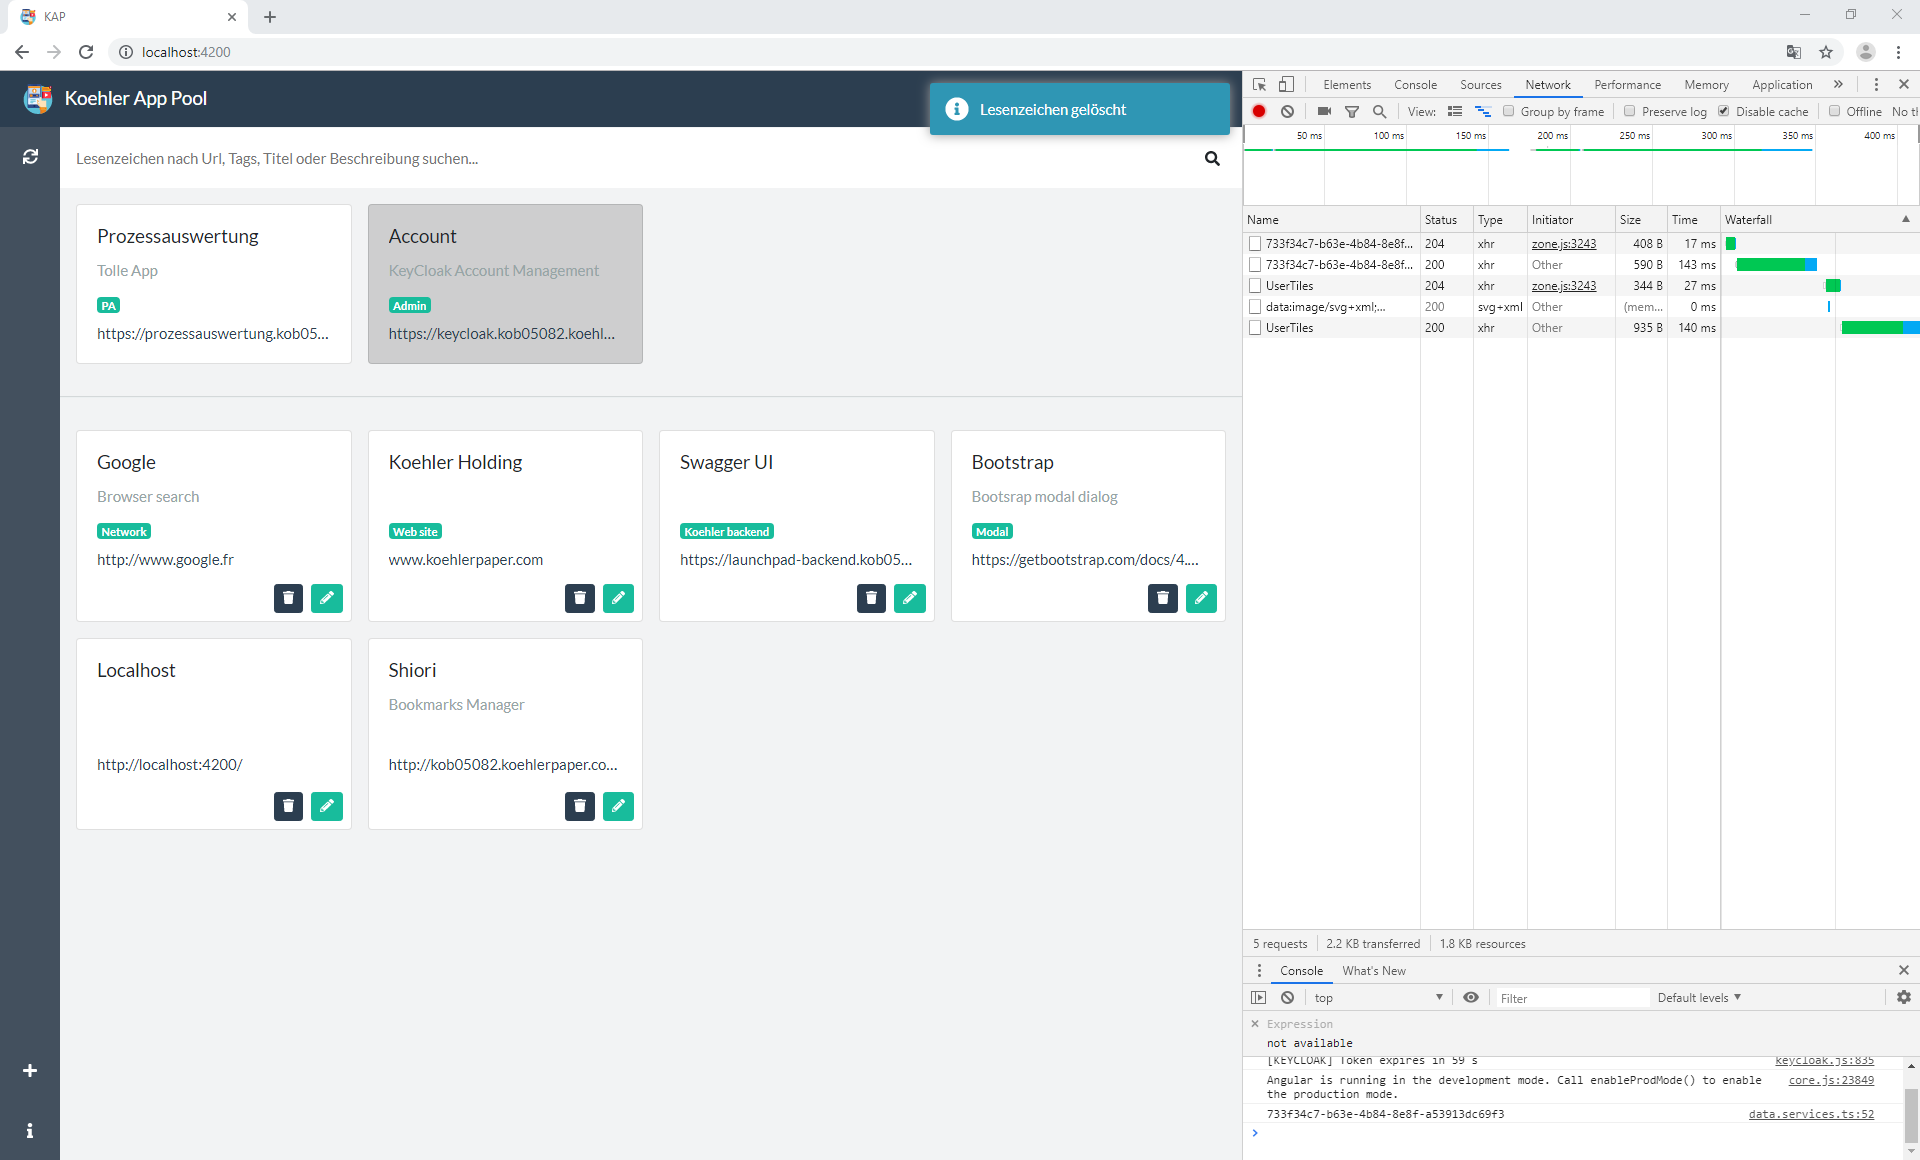 KAP
localhost:4200
Koehler App Pool
Lesenzeichen gelöscht
Lesenzeichen nach Url, Tags, Titel oder Beschreibung suchen...
Prozessauswertung
Tolle App
PA
https://prozessauswertung.kob05...
Account
KeyCloak Account Management
Admin
https://keycloak.kob05082.koehl...
Google
Browser search
Network
http://www.google.fr
Koehler Holding
Web site
www.koehlerpaper.com
Swagger UI
Koehler backend
https://launchpad-backend.kob05...
Bootstrap
Bootsrap modal dialog
Modal
https://getbootstrap.com/docs/4....
Localhost
http://localhost:4200/
Shiori
Bookmarks Manager
http://kob05082.koehlerpaper.co...
Elements Console Sources Network Performance Memory Application
View: Group by frame Preserve log Disable cache Offline No tl
50 ms 100 ms 150 ms 200 ms 250 ms 300 ms 350 ms 400 ms
Name Status Type Initiator Size Time Waterfall
733f34c7-b63e-4b84-8e8f... 204 xhr zone.js:3243 408 B 17 ms
733f34c7-b63e-4b84-8e8f... 200 xhr Other 590 B 143 ms
UserTiles 204 xhr zone.js:3243 344 B 27 ms
data:image/svg+xml;... 200 svg+xml Other (mem... 0 ms
UserTiles 200 xhr Other 935 B 140 ms
5 requests 2.2 KB transferred 1.8 KB resources
Console What's New
top Filter Default levels
Expression
not available
[KEYCLOAK] Token expires in 59 s keycloak.js:835
Angular is running in the development mode. Call enableProdMode() to enable core.js:23849
the production mode.
733f34c7-b63e-4b84-8e8f-a53913dc69f3 data.services.ts:52